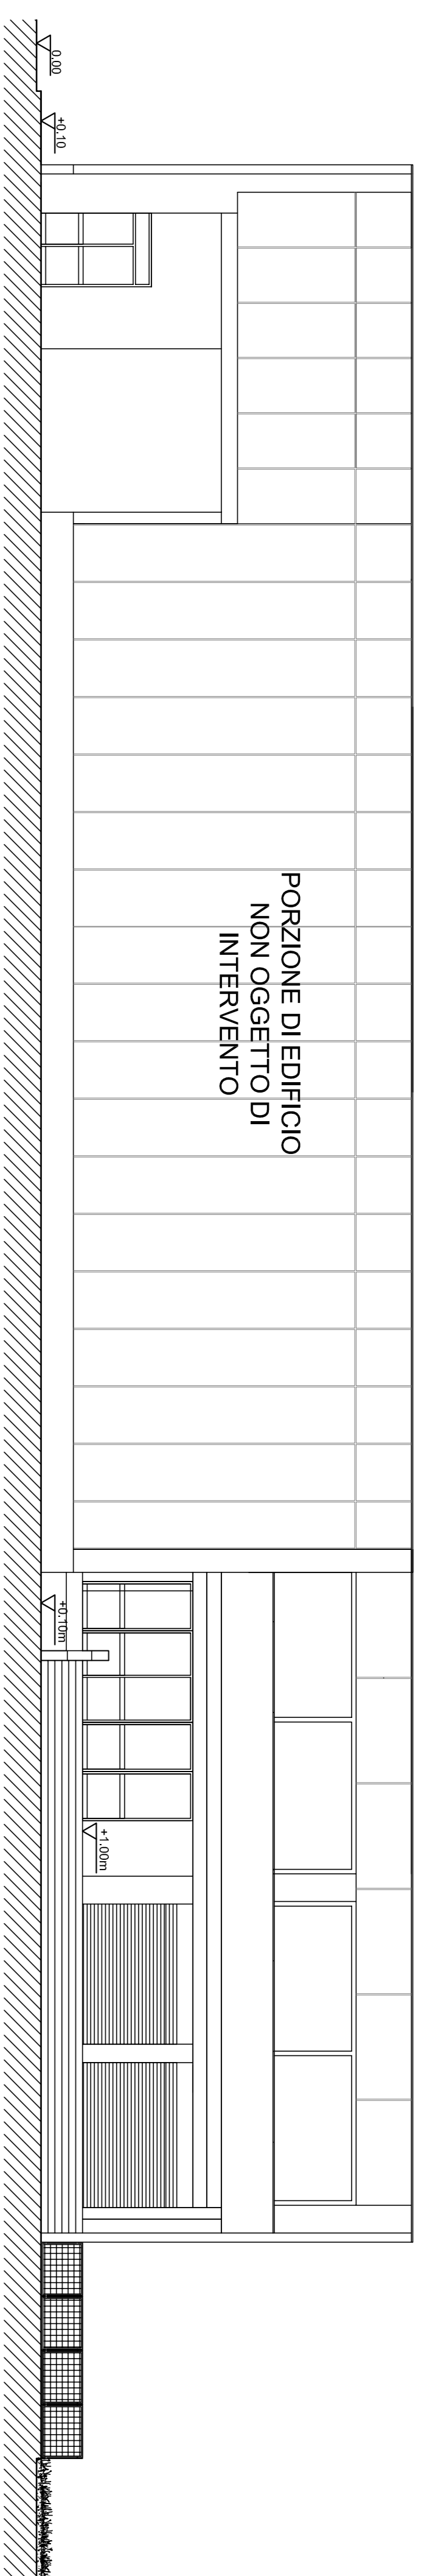 0.00
+0.10
PORZIONE DI EDIFICIO
NON OGGETTO DI
INTERVENTO
+0.10m
+1.00m